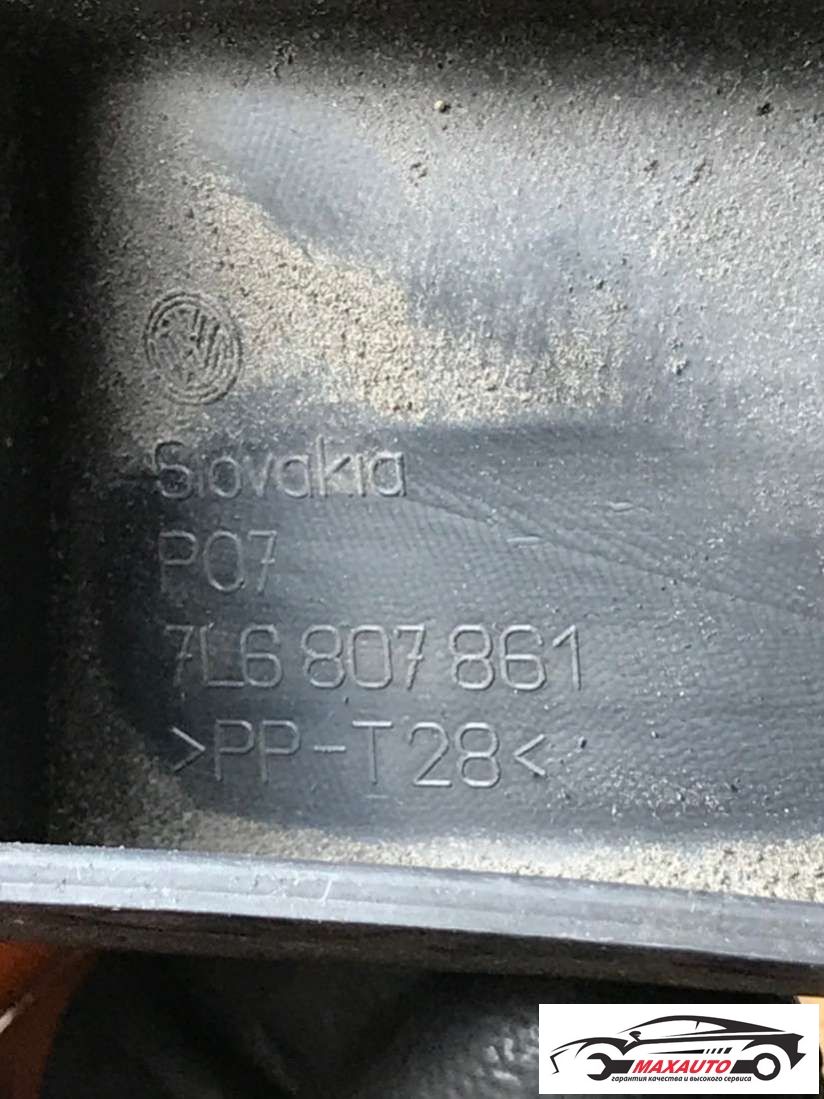 Slovakia
P07
7L6 807 861
>PP-T28<
MAXAUTO
гарантия качества и высокого сервиса